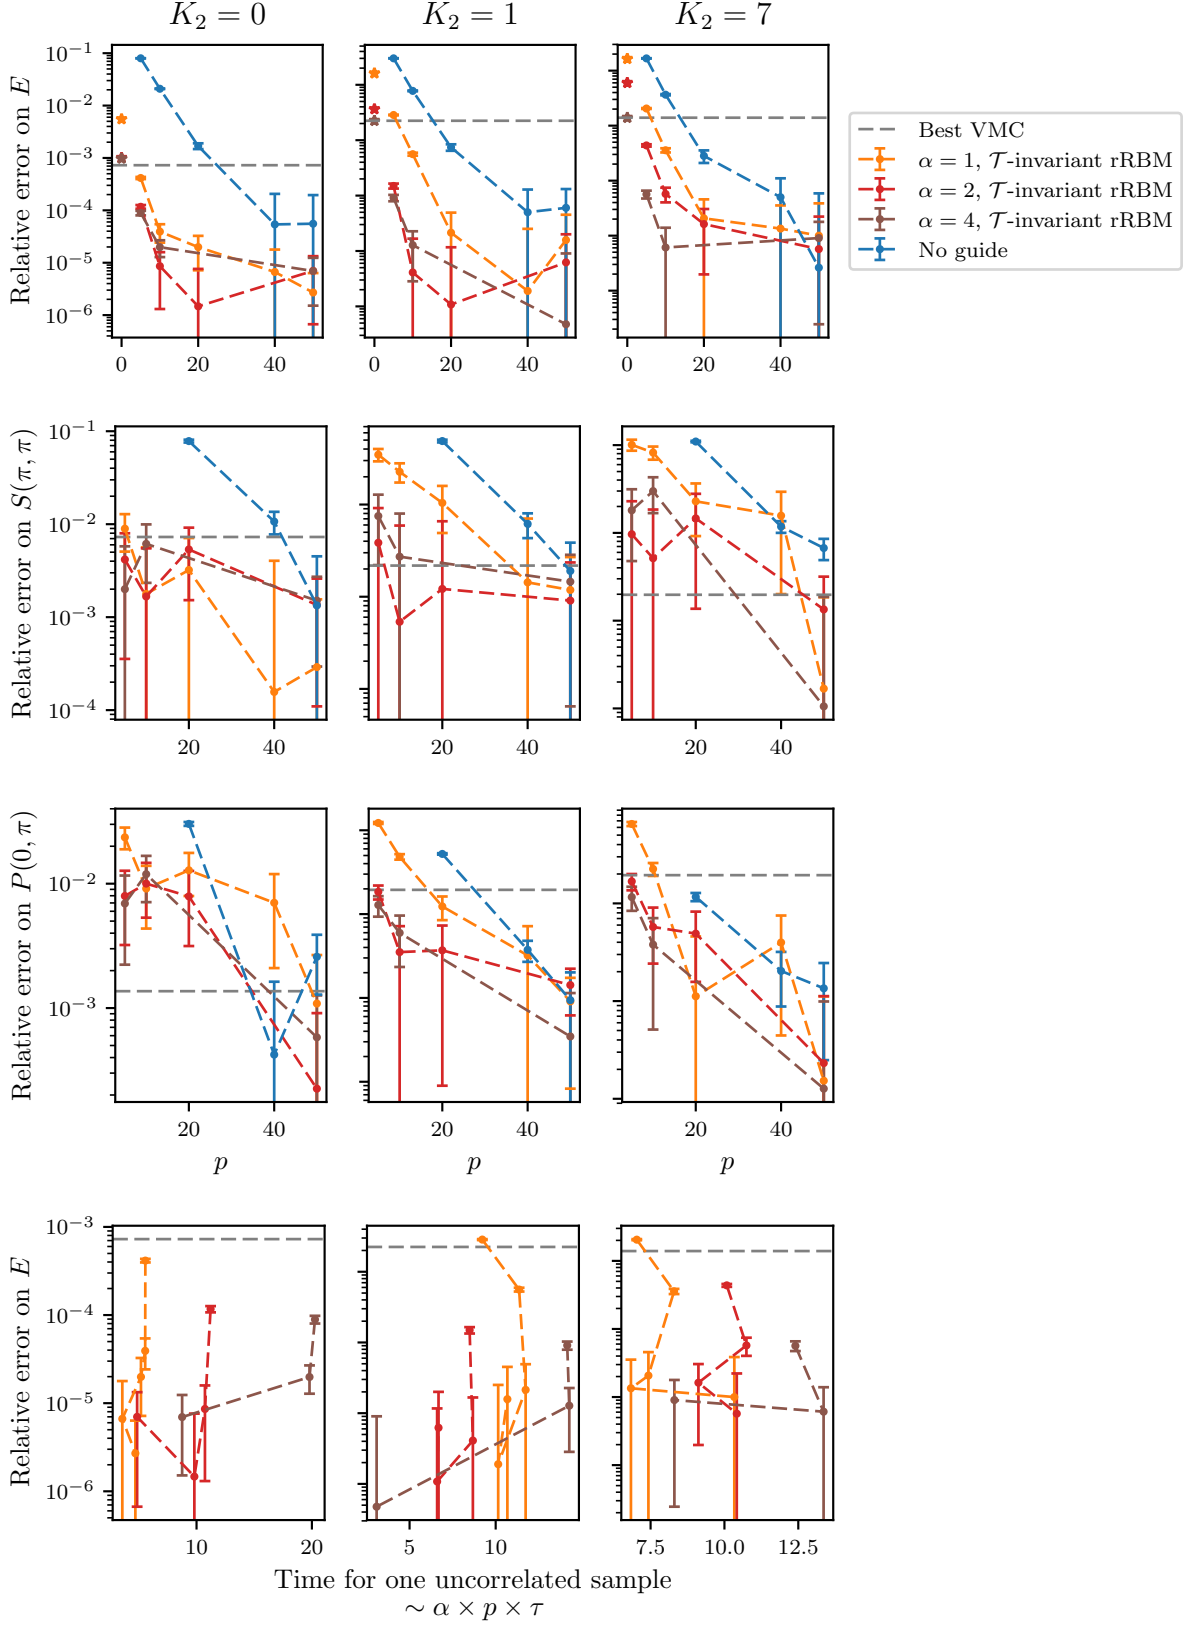 K₂ = 0 K₂ = 1 K₂ = 7
Relative error on E
10⁻¹
10⁻²
10⁻³
10⁻⁴
10⁻⁵
10⁻⁶
0 20 40 0 20 40 0 20 40
Best VMC
α = 1, 𝒯-invariant rRBM
α = 2, 𝒯-invariant rRBM
α = 4, 𝒯-invariant rRBM
No guide
Relative error on S(π, π)
10⁻¹
10⁻²
10⁻³
10⁻⁴
20 40 20 40 20 40
Relative error on P(0, π)
10⁻²
10⁻³
20 40 20 40 20 40
p p p
Relative error on E
10⁻³
10⁻⁴
10⁻⁵
10⁻⁶
10 20 5 10 7.5 10.0 12.5
Time for one uncorrelated sample
∼ α × p × τ